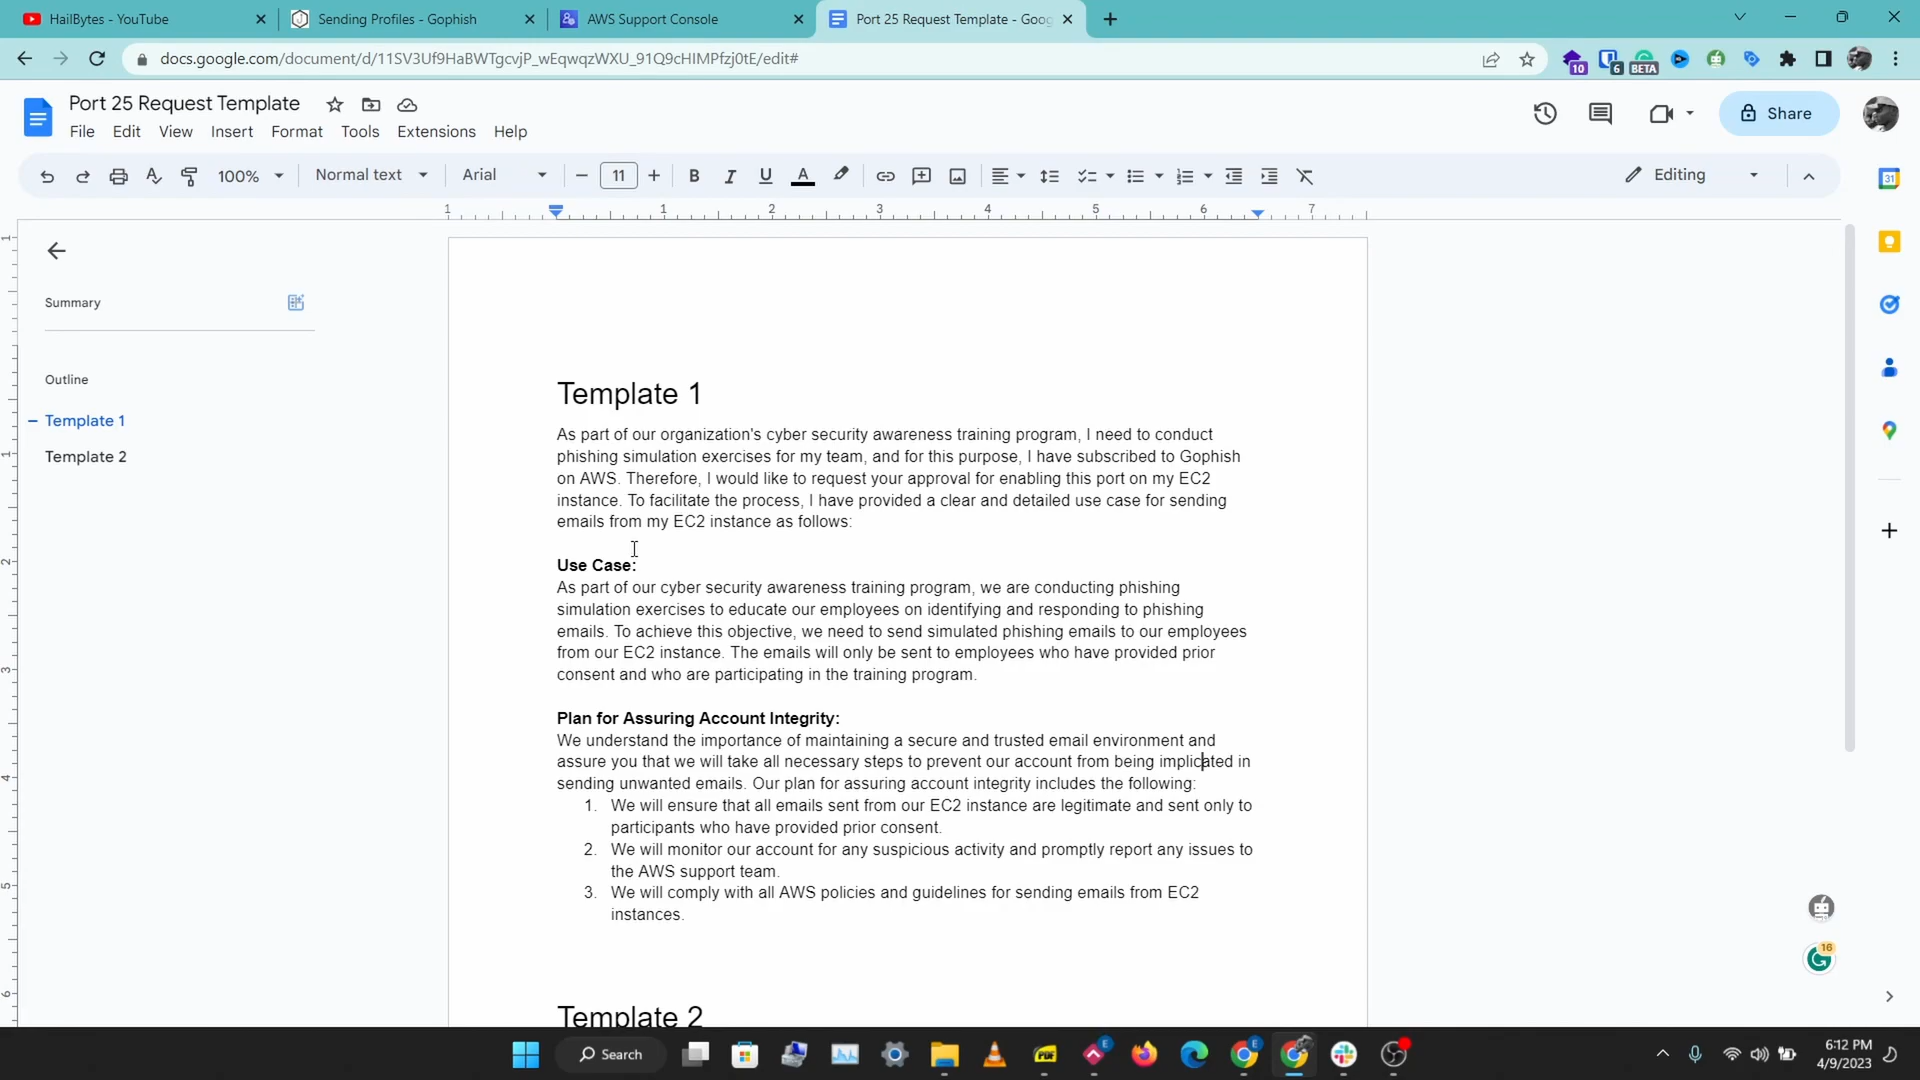 HailBytes - YouTube
Sending Profiles - Gophish
AWS Support Console
Port 25 Request Template - Goog
docs.google.com/document/d/11SV3Uf9HaBWTgcvjP_wEqwqzWXU_91Q9cHIMPfzj0tE/edit#
10
6
BETA
Port 25 Request Template
File Edit View Insert Format Tools Extensions Help
Share
100% Normal text Arial 11 Editing
31
1 1 2 3 4 5 6 7
Summary
Outline
Template 1
Template 2
Template 1
As part of our organization's cyber security awareness training program, I need to conduct
phishing simulation exercises for my team, and for this purpose, I have subscribed to Gophish
on AWS. Therefore, I would like to request your approval for enabling this port on my EC2
instance. To facilitate the process, I have provided a clear and detailed use case for sending
emails from my EC2 instance as follows:
Use Case:
As part of our cyber security awareness training program, we are conducting phishing
simulation exercises to educate our employees on identifying and responding to phishing
emails. To achieve this objective, we need to send simulated phishing emails to our employees
from our EC2 instance. The emails will only be sent to employees who have provided prior
consent and who are participating in the training program.
Plan for Assuring Account Integrity:
We understand the importance of maintaining a secure and trusted email environment and
assure you that we will take all necessary steps to prevent our account from being implicated in
sending unwanted emails. Our plan for assuring account integrity includes the following:
1. We will ensure that all emails sent from our EC2 instance are legitimate and sent only to
participants who have provided prior consent.
2. We will monitor our account for any suspicious activity and promptly report any issues to
the AWS support team.
3. We will comply with all AWS policies and guidelines for sending emails from EC2
instances.
Template 2
16
Search
PDF
E
E
6:12 PM
4/9/2023